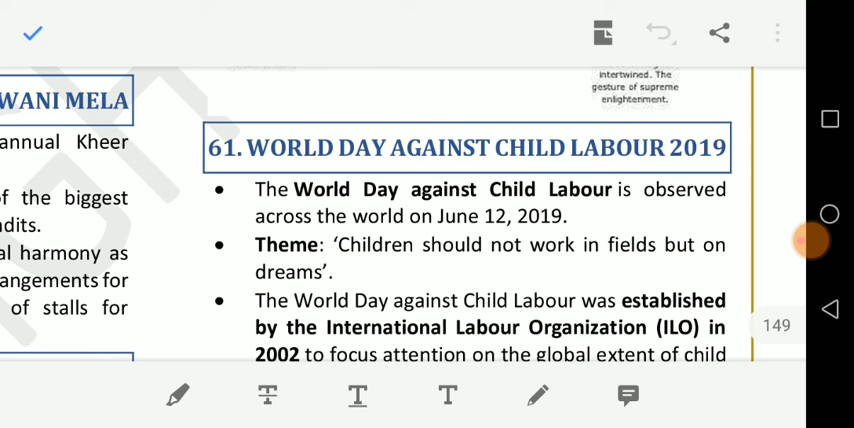 WANI MELA
annual Kheer
of the biggest
adits.
al harmony as
angements for
of stalls for
intertwined. The
gesture of supreme
enlightenment.
61. WORLD DAY AGAINST CHILD LABOUR 2019
• The World Day against Child Labour is observed
across the world on June 12, 2019.
• Theme: ‘Children should not work in fields but on
dreams’.
• The World Day against Child Labour was established
by the International Labour Organization (ILO) in
2002 to focus attention on the global extent of child
149